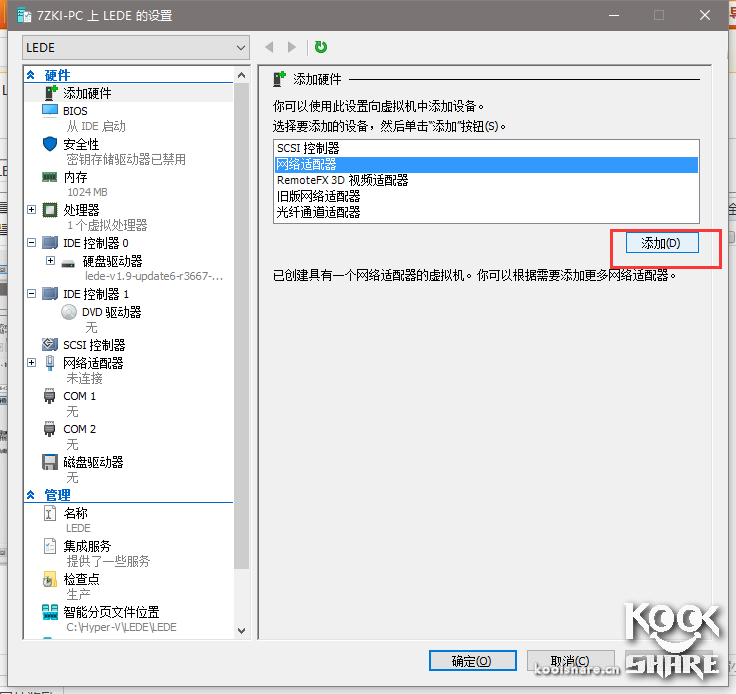 7ZKI-PC 上 LEDE 的设置
LEDE
硬件
添加硬件
BIOS
从 IDE 启动
安全性
密钥存储驱动器已禁用
内存
1024 MB
处理器
1 个虚拟处理器
IDE 控制器 0
硬盘驱动器
lede-v1.9-update6-r3667-...
IDE 控制器 1
DVD 驱动器
无
SCSI 控制器
网络适配器
未连接
COM 1
无
COM 2
无
磁盘驱动器
无
管理
名称
LEDE
集成服务
提供了一些服务
检查点
生产
智能分页文件位置
C:\Hyper-V\LEDE\LEDE
添加硬件
你可以使用此设置向虚拟机中添加设备。
选择要添加的设备，然后单击“添加”按钮(S)。
SCSI 控制器
网络适配器
RemoteFX 3D 视频适配器
旧版网络适配器
光纤通道适配器
添加(D)
已创建具有一个网络适配器的虚拟机。你可以根据需要添加更多网络适配器。
确定(O)
取消(C)
koolshare.cn
KOOL
SHARE